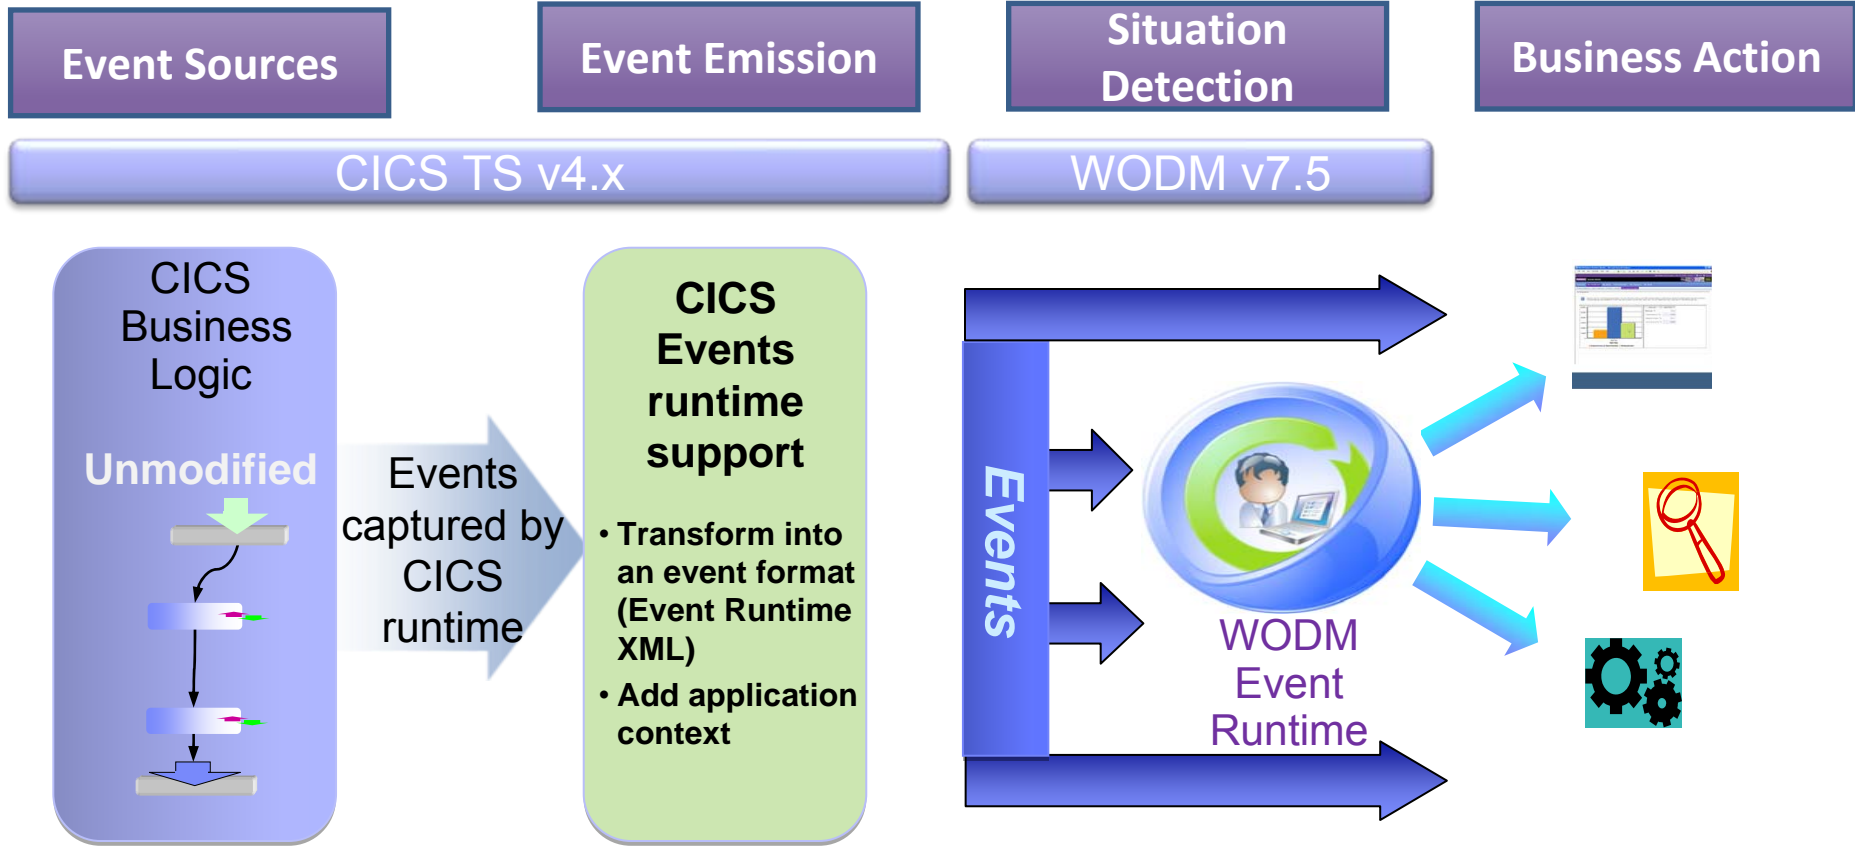 Event Sources
Event Emission
Situation
Detection
Business Action
CICS TS v4.x
WODM v7.5
CICS
Business
Logic
Unmodified
Events
captured by
CICS
runtime
CICS
Events
runtime
support
• Transform into
an event format
(Event Runtime
XML)
• Add application
context
Events
WODM
Event
Runtime